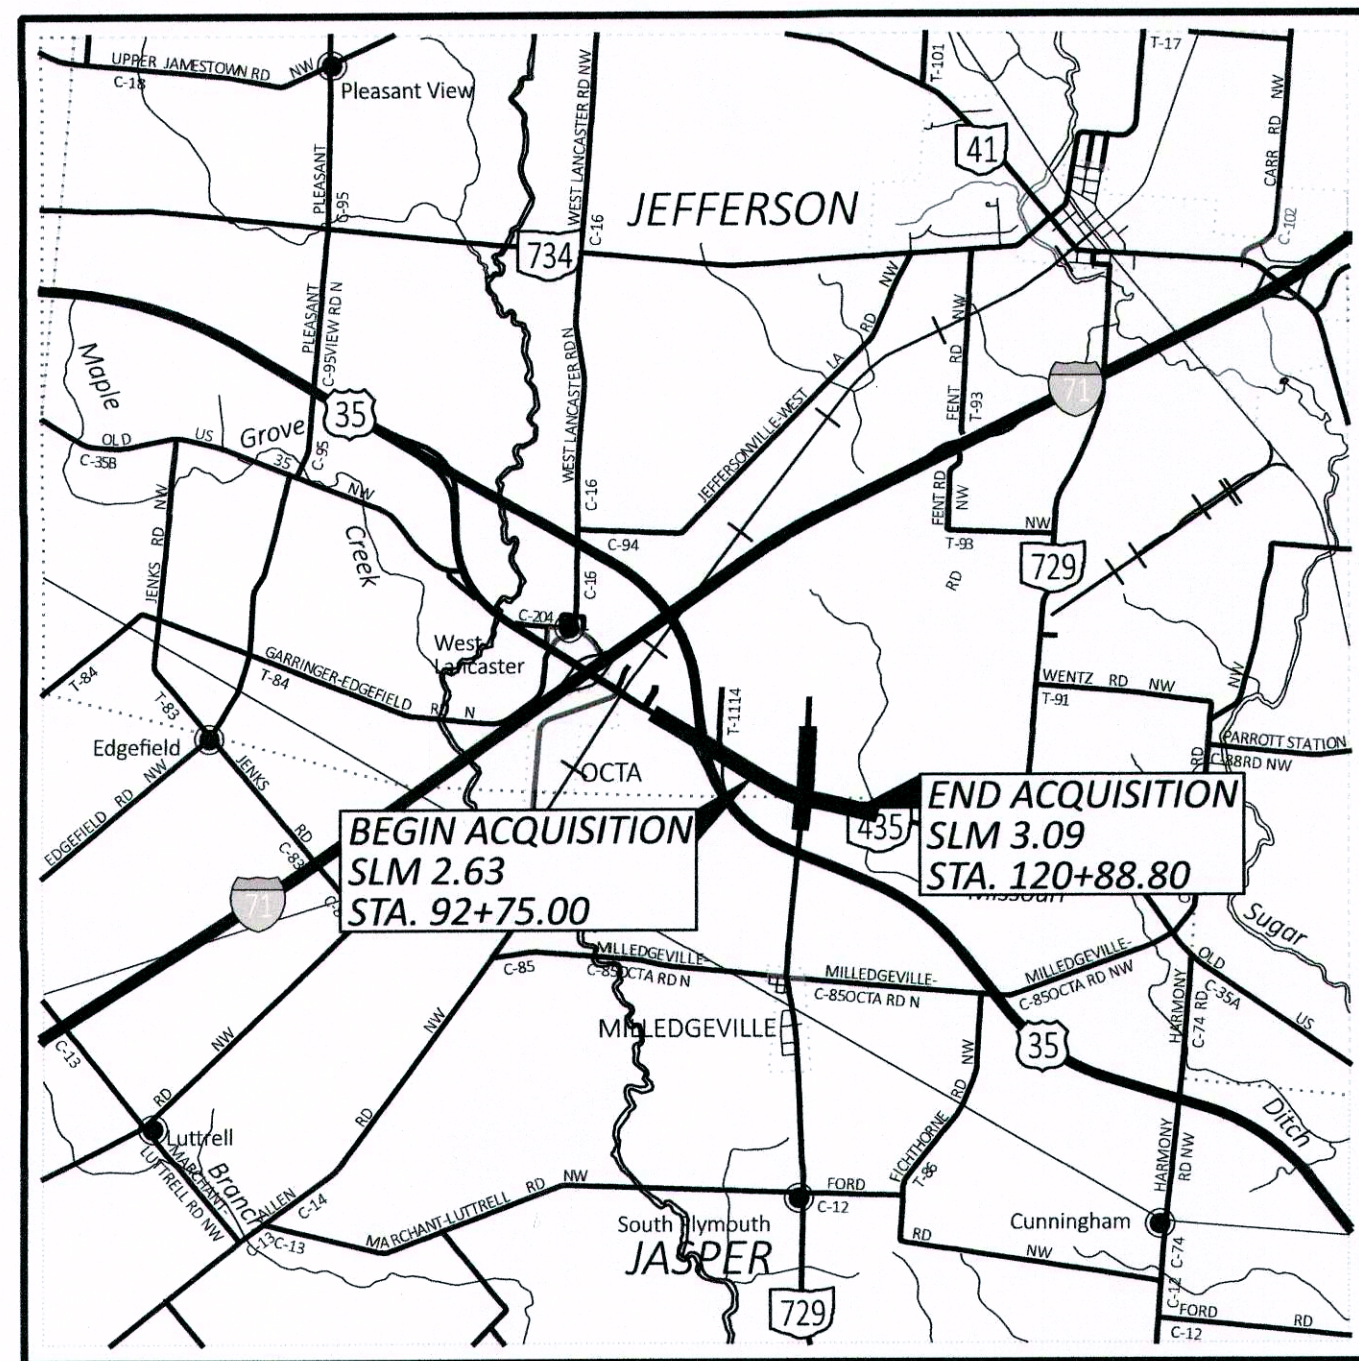 UPPER JAMESTOWN RD NW
C-18
Pleasant View
PLEASANT
C-95
WEST LANCASTER RD NW
C-16
T-101
T-17
41
CARR RD NW
C-102
JEFFERSON
734
PLEASANT
C-95VIEW RD N
Maple
Grove
Creek
35
OLD US 35 NW
C-35B
C-95
JENKS RD NW
WEST LANCASTER RD N
C-16
JEFFERSONVILLE-WEST LA RD NW
C-94
C-16
FENT RD NW
T-93
71
FENT RD NW
NW
T-93
RD
729
C-204
West
Lancaster
GARRINGER-EDGEFIELD RD N
T-84
T-84
T-83
Edgefield
EDGEFIELD RD NW
JENKS RD
C-83
T-1114
OCTA
WENTZ RD NW
T-91
NW
PARROTT STATION
C-88RD NW
RD
BEGIN ACQUISITION
SLM 2.63
STA. 92+75.00
END ACQUISITION
SLM 3.09
STA. 120+88.80
435
71
Missouri
Sugar
MILLEDGEVILLE-
C-85
C-85OCTA RD N
MILLEDGEVILLE-
C-85OCTA RD N
MILLEDGEVILLE-
C-85OCTA RD NW
OLD US
C-35A
HARMONY
C-74 RD
MILLEDGEVILLE
35
C-13
NW
RD
NW
RD
Luttrell
MARCHANT-
LUTTRELL RD NW
Branch
ALLEN
C-14
C-13
C-13
MARCHANT-LUTTRELL RD NW
FORD
C-12
EICHTHORNE RD NW
T-86
South Plymouth
JASPER
729
Cunningham
HARMONY
RD NW
Ditch
RD NW
C-74
C-12
FORD RD
C-12